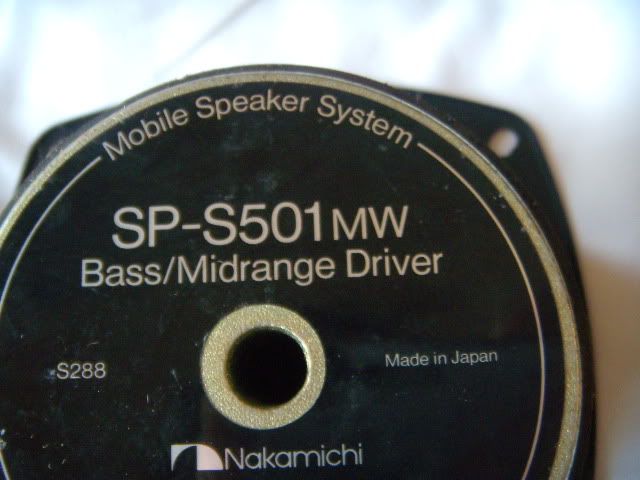 Mobile Speaker System
SP-S501MW
Bass/Midrange Driver
S288
Made in Japan
Nakamichi